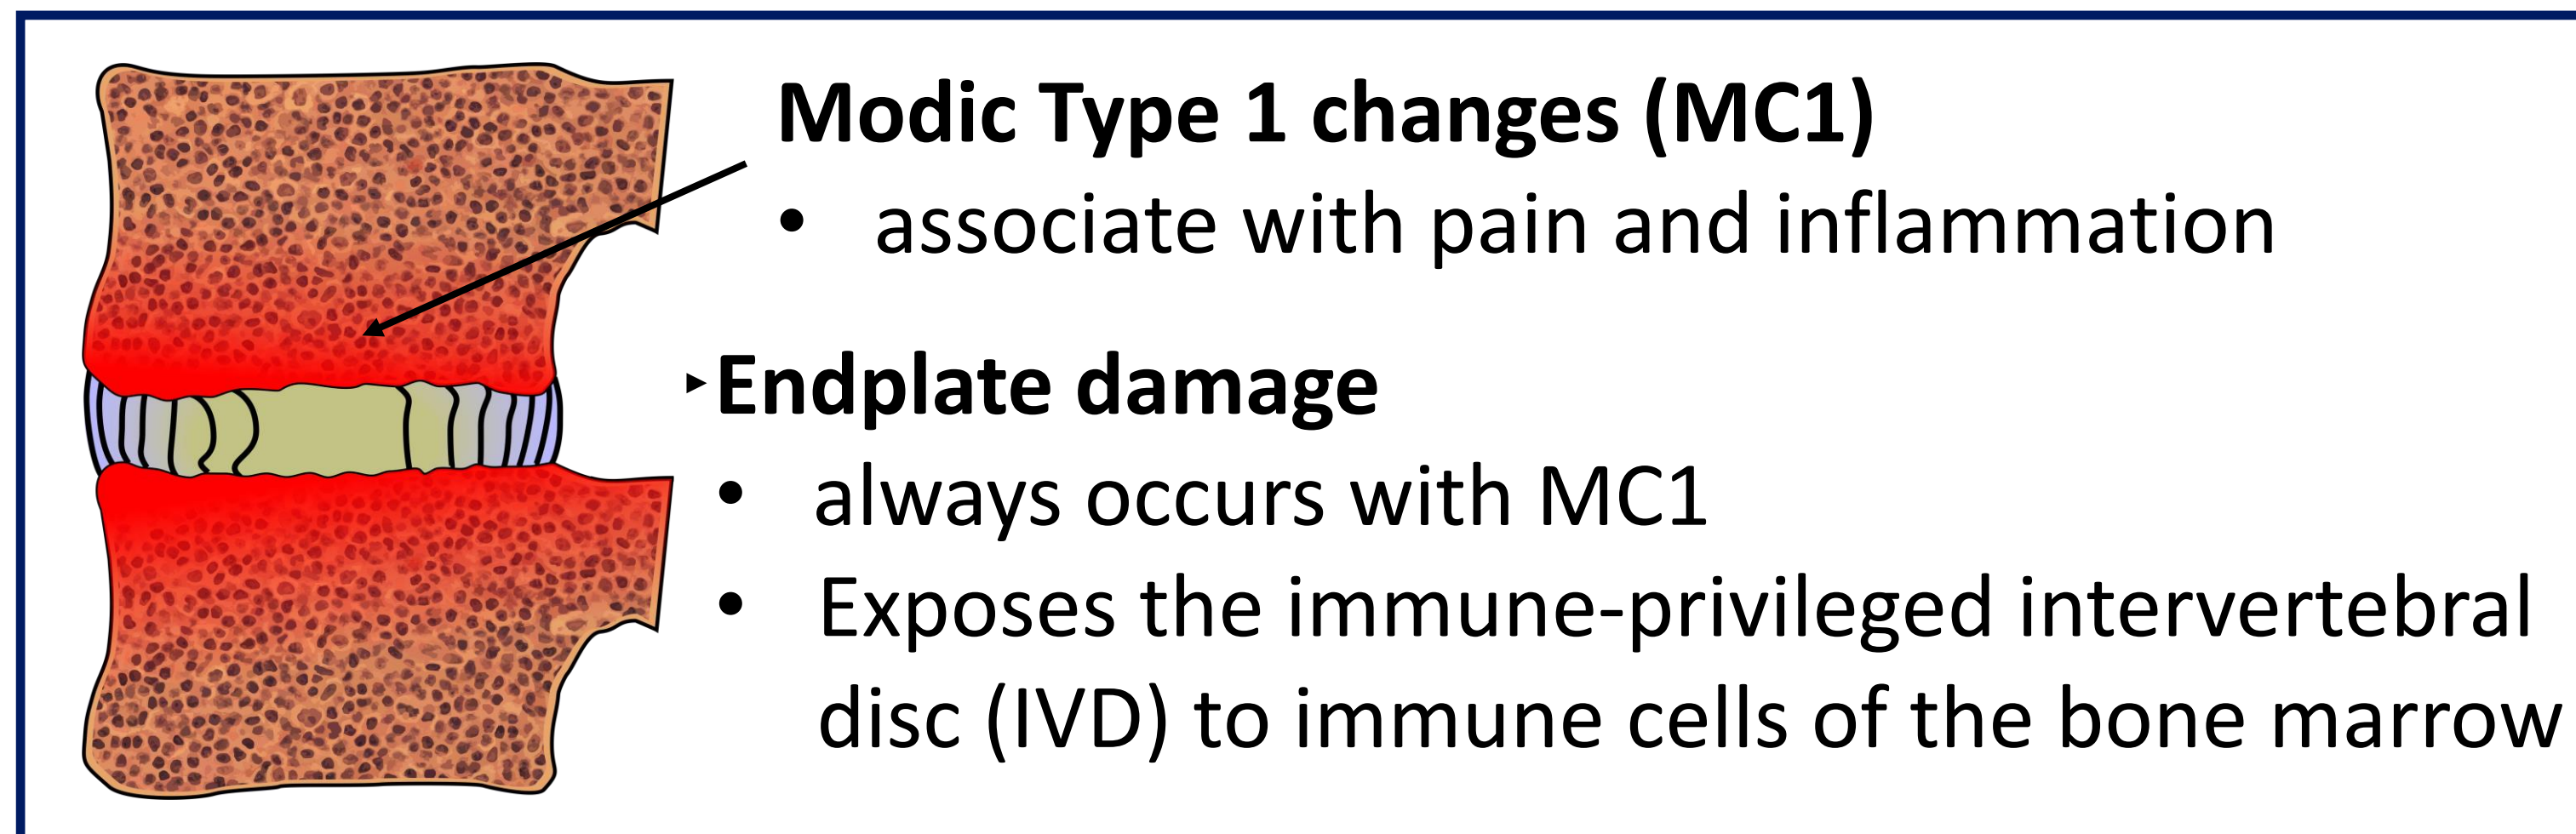 Modic Type 1 changes (MC1)
• associate with pain and inflammation
‣Endplate damage
• always occurs with MC1
• Exposes the immune-privileged intervertebral
disc (IVD) to immune cells of the bone marrow